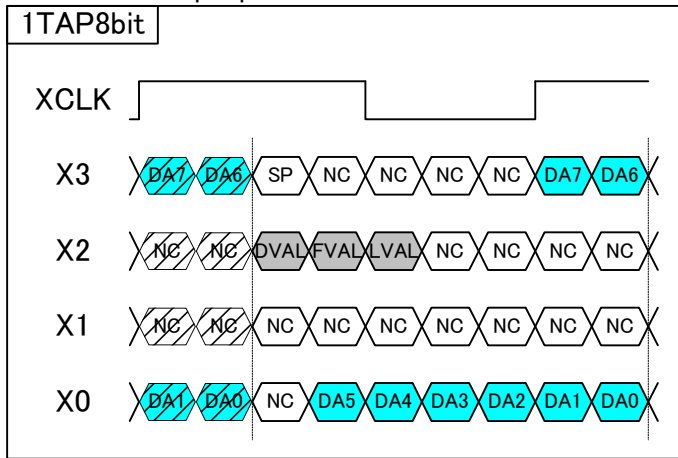 1TAP8bit
XCLK
X3 DA7 DA6 SP NC NC NC NC DA7 DA6
X2 NC NC DVAL FVAL LVAL NC NC NC NC
X1 NC NC NC NC NC NC NC NC NC
X0 DA1 DA0 NC DA5 DA4 DA3 DA2 DA1 DA0